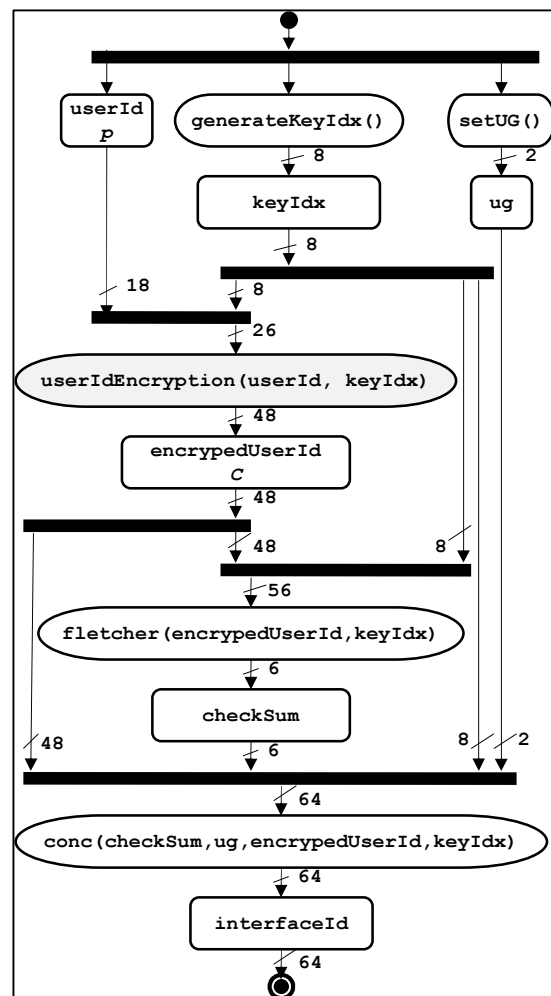 userId
p
generateKeyIdx()
setUG()
8
2
keyIdx
ug
8
18
8
26
userIdEncryption(userId, keyIdx)
48
encrypedUserId
C
48
48
8
56
fletcher(encrypedUserId,keyIdx)
6
checkSum
48
6
8
2
64
conc(checkSum,ug,encrypedUserId,keyIdx)
64
interfaceId
64